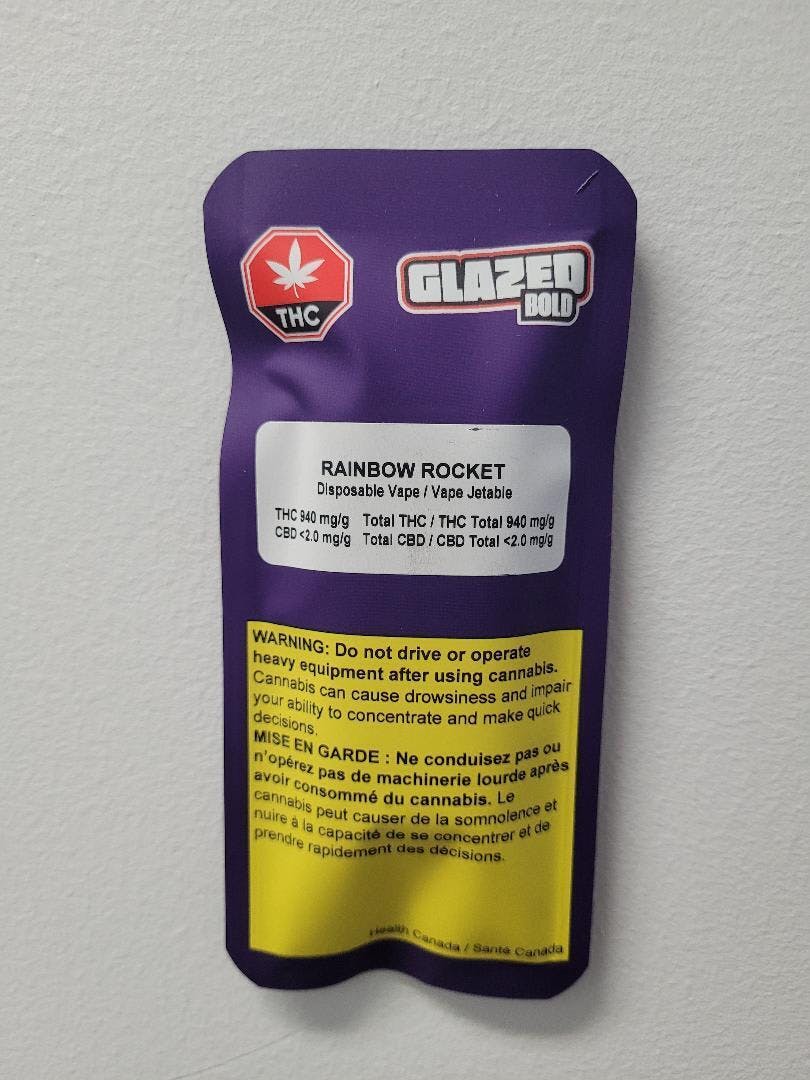 THC
GLAZED
BOLD
RAINBOW ROCKET
Disposable Vape / Vape Jetable
THC 940 mg/g Total THC / THC Total 940 mg/g
CBD <2.0 mg/g Total CBD / CBD Total <2.0 mg/g
WARNING: Do not drive or operate
heavy equipment after using cannabis.
Cannabis can cause drowsiness and impair
your ability to concentrate and make quick
decisions.
MISE EN GARDE : Ne conduisez pas ou
n'opérez pas de machinerie lourde après
avoir consommé du cannabis. Le
cannabis peut causer de la somnolence et
nuire à la capacité de se concentrer et de
prendre rapidement des décisions.
Health Canada / Santé Canada